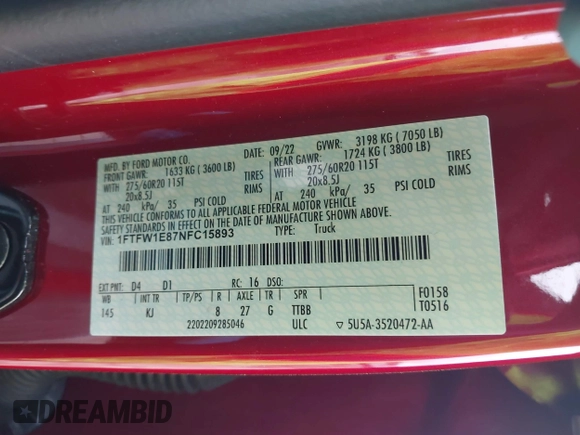 MFD. BY FORD MOTOR CO.
09/22 GVWR: 3198 KG ( 7050 LB)
FRONT GAWR: 1633 KG ( 3600 LB)
REAR GAWR: 1724 KG ( 3800 LB)
WITH 275/60R20 115T TIRES
WITH 275/60R20 115T TIRES
20x8.5J RIMS
20x8.5J RIMS
AT 240 kPa/ 35 PSI COLD
AT 240 kPa/ 35 PSI COLD
THIS VEHICLE CONFORMS TO ALL APPLICABLE FEDERAL MOTOR VEHICLE
SAFETY AND THEFT PREVENTION STANDARDS IN EFFECT ON THE DATE OF MANUFACTURE SHOWN ABOVE.
VIN: 1FTFW1E87NFC15893
TYPE: Truck
EXT PNT: D4 D1 RC: 16 DSO: F0158
WB INT TR TP/PS R AXLE TR SPR T0516
145 KJ 8 27 G TTBB
2202209285046 ULC ▽ 5U5A-3520472-AA
DREAMBID